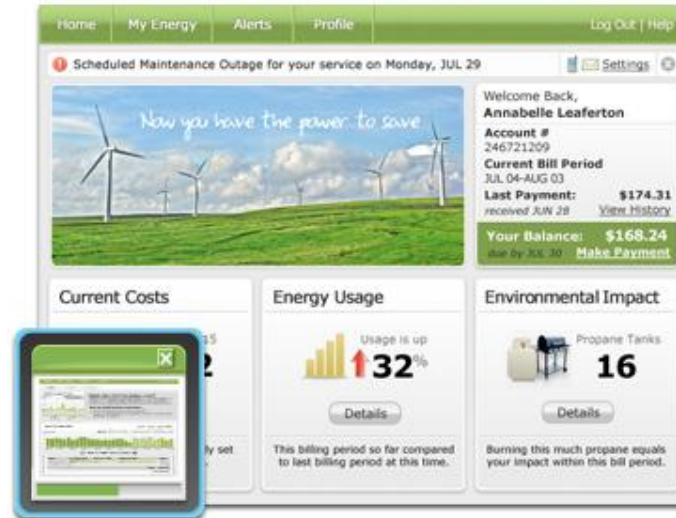 Home My Energy Alerts Profile Log Out | Help
Scheduled Maintenance Outage for your service on Monday, JUL 29 Settings
Now you have the power to save
Welcome Back,
Annabelle Leaferton
Account #
246721209
Current Bill Period
JUL 04-AUG 03
Last Payment: $174.31
received JUN 28 View History
Your Balance: $168.24
due by JUL 30 Make Payment
Current Costs
15
2
ly set
Energy Usage
Usage is up
32%
Details
This billing period so far compared
to last billing period at this time.
Environmental Impact
Propane Tanks
16
Details
Burning this much propane equals
your impact within this bill period.